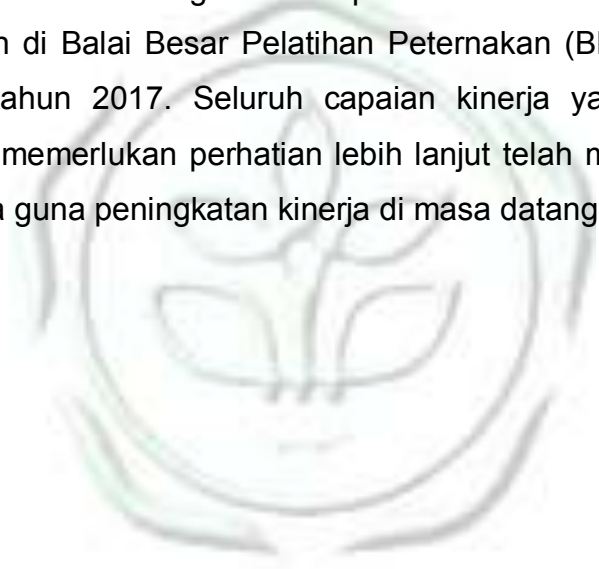 n di Balai Besar Pelatihan Peternakan (B
ahun 2017. Seluruh capaian kinerja ya
memerlukan perhatian lebih lanjut telah
a guna peningkatan kinerja di masa datang